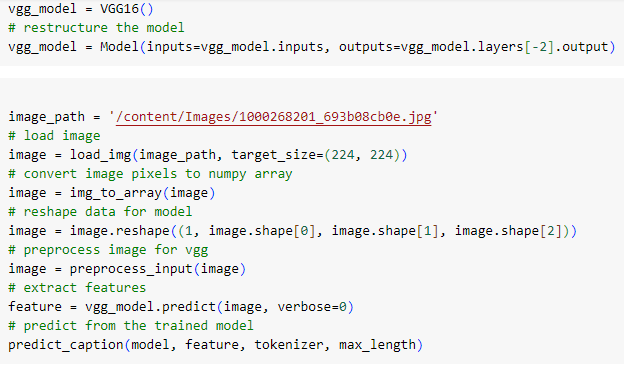 vgg_model = VGG16()
# restructure the model
vgg_model = Model(inputs=vgg_model.inputs, outputs=vgg_model.layers[-2].output)
image_path = '/content/Images/1000268201_693b08cb0e.jpg'
# load image
image = load_img(image_path, target_size=(224, 224))
# convert image pixels to numpy array
image = img_to_array(image)
# reshape data for model
image = image.reshape((1, image.shape[0], image.shape[1], image.shape[2]))
# preprocess image for vgg
image = preprocess_input(image)
# extract features
feature = vgg_model.predict(image, verbose=0)
# predict from the trained model
predict_caption(model, feature, tokenizer, max_length)